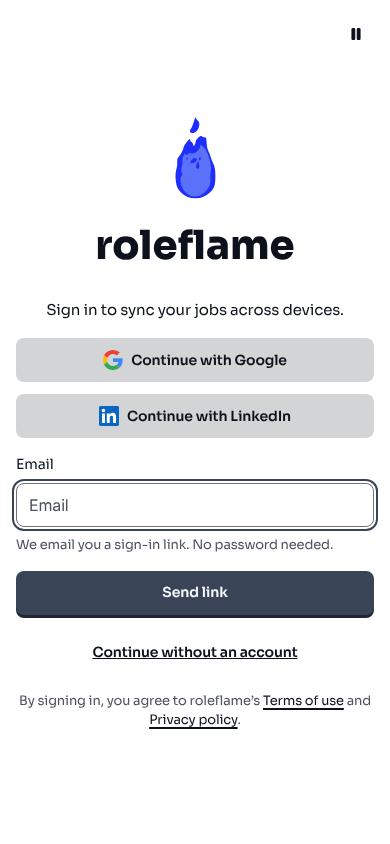 roleflame
Sign in to sync your jobs across devices.
Continue with Google
Continue with LinkedIn
Email
Email
We email you a sign-in link. No password needed.
Send link
Continue without an account
By signing in, you agree to roleflame’s Terms of use and
Privacy policy.